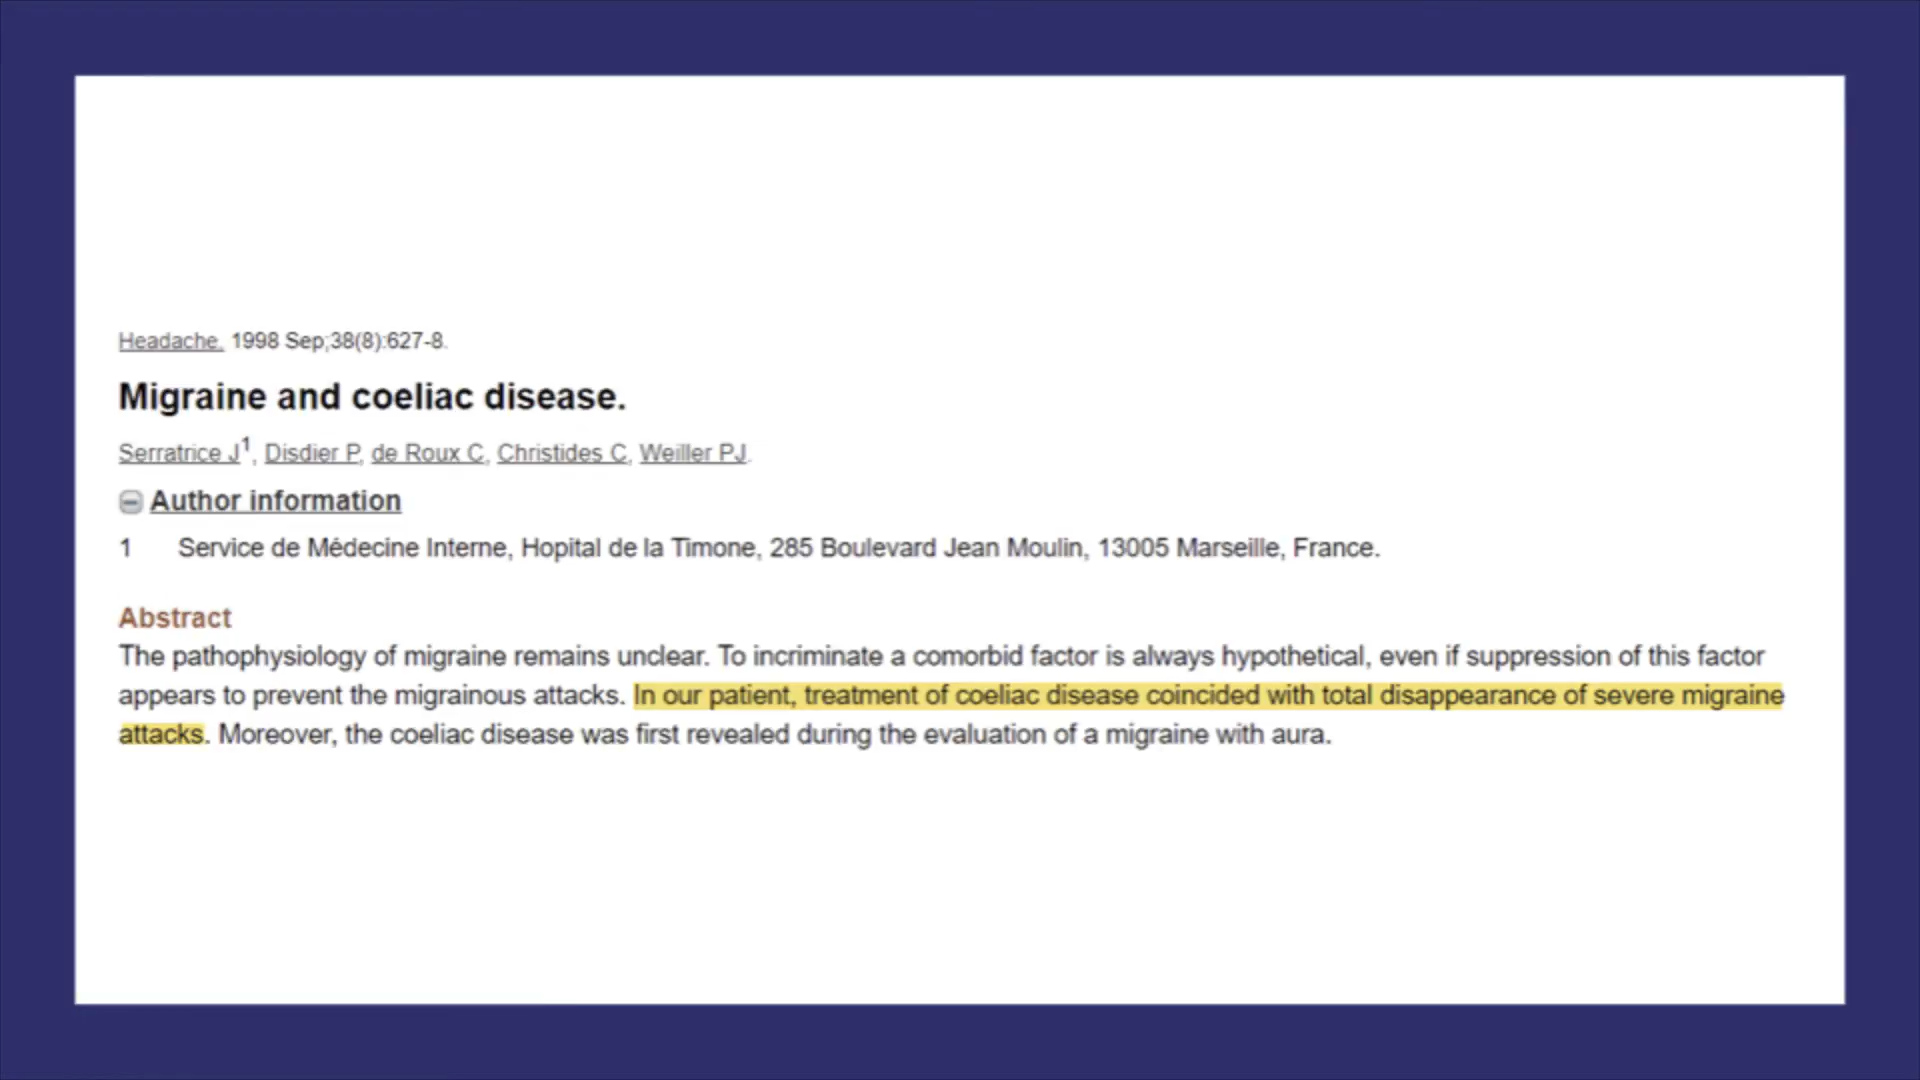 Headache. 1998 Sep;38(8):627-8.
Migraine and coeliac disease.
Serratrice J1, Disdier P, de Roux C, Christides C, Weiller PJ.
Author information
1 Service de Médecine Interne, Hopital de la Timone, 285 Boulevard Jean Moulin, 13005 Marseille, France.
Abstract
The pathophysiology of migraine remains unclear. To incriminate a comorbid factor is always hypothetical, even if suppression of this factor
appears to prevent the migrainous attacks. In our patient, treatment of coeliac disease coincided with total disappearance of severe migraine
attacks. Moreover, the coeliac disease was first revealed during the evaluation of a migraine with aura.